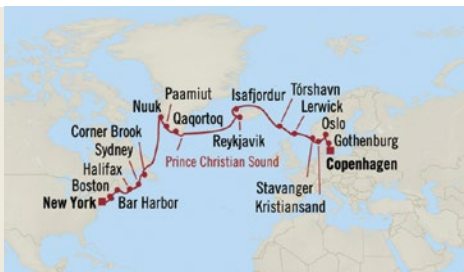 Isafjordur
Tórshavn
Lerwick
Oslo
Gothenburg
Copenhagen
Paamiut
Nuuk
Qaqortoq
Reykjavik
Prince Christian Sound
Corner Brook
Sydney
Halifax
Boston
New York
Bar Harbor
Stavanger
Kristiansand